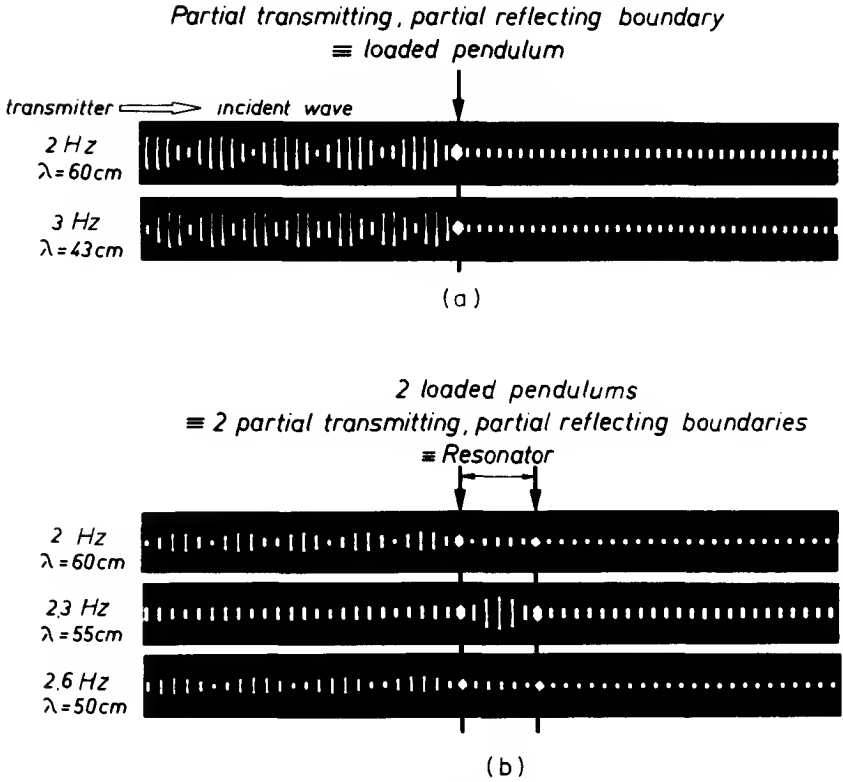 Partial transmitting, partial reflecting boundary
≡ loaded pendulum
transmitter ⟹ incident wave
2 Hz
λ=60cm
3 Hz
λ=43cm
(a)
2 loaded pendulums
≡ 2 partial transmitting, partial reflecting boundaries
≡ Resonator
2 Hz
λ=60cm
2.3 Hz
λ=55cm
2.6 Hz
λ=50cm
(b)